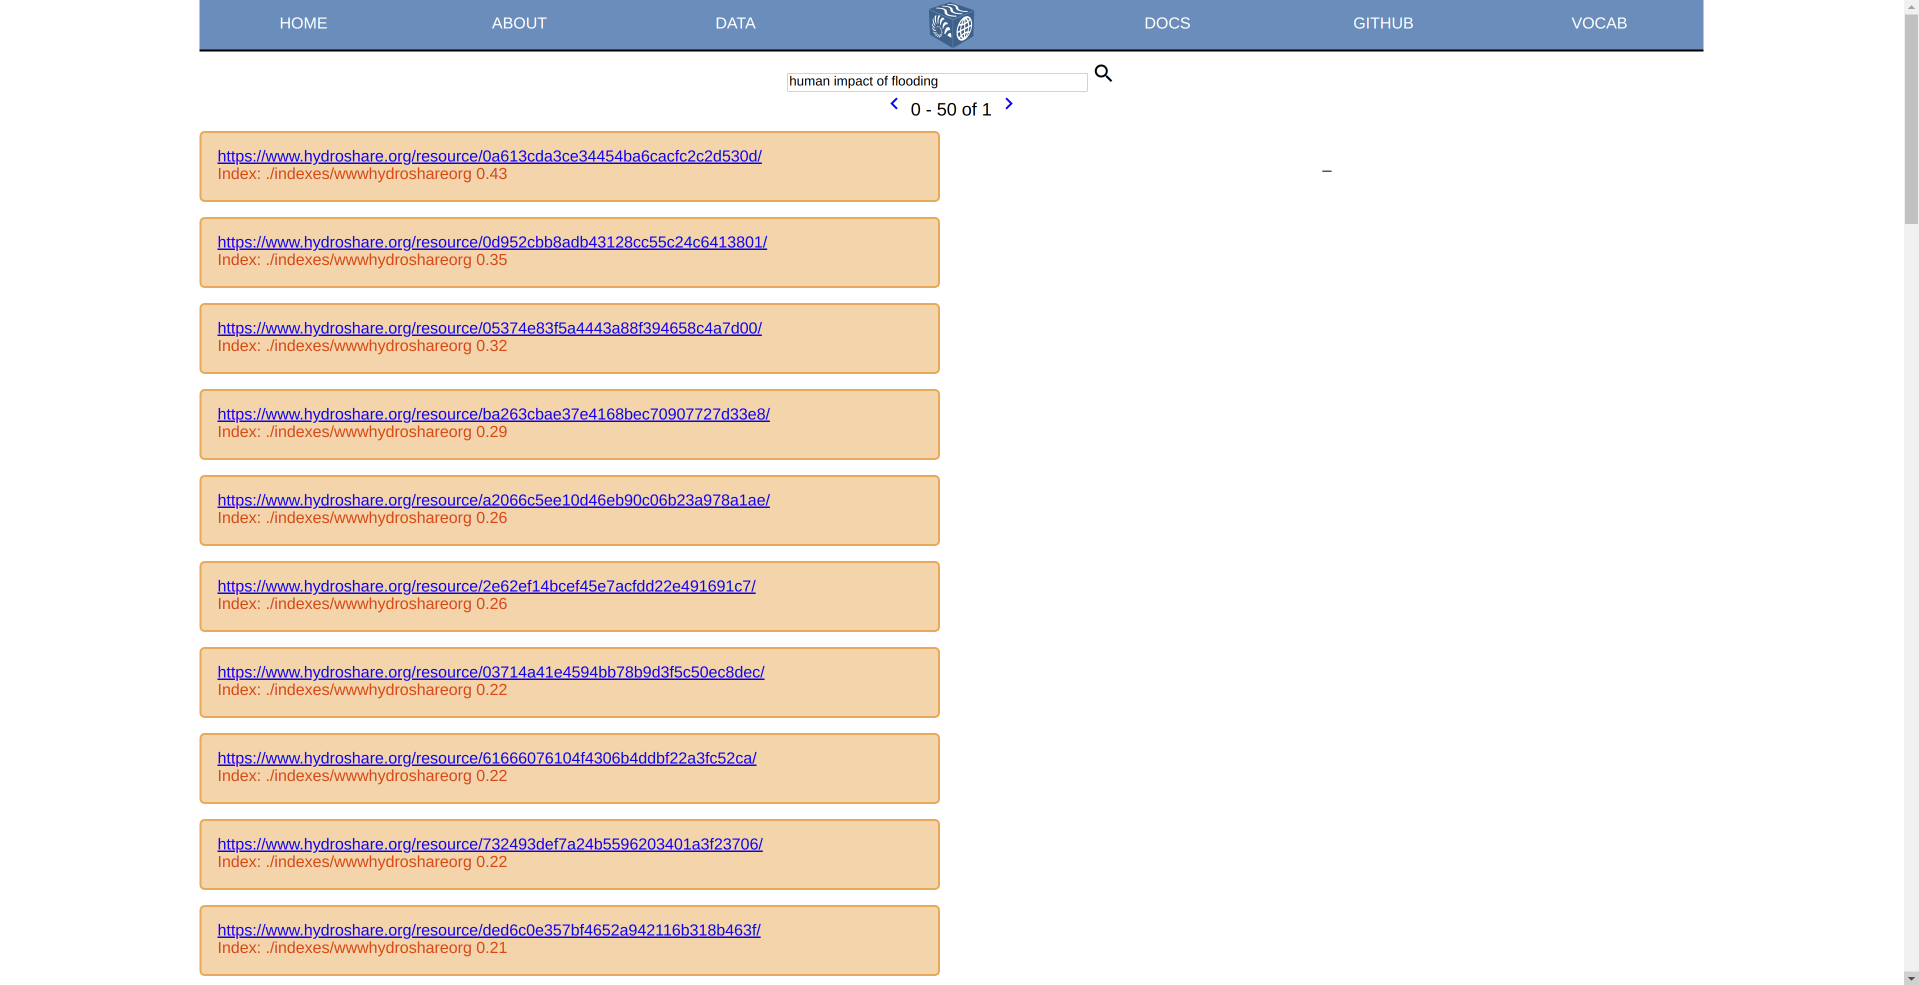 HOME ABOUT DATA DOCS GITHUB VOCAB
human impact of flooding
0 - 50 of 1
https://www.hydroshare.org/resource/0a613cda3ce34454ba6cacfc2c2d530d/
Index: ./indexes/wwwhydroshareorg 0.43
–
https://www.hydroshare.org/resource/0d952cbb8adb43128cc55c24c6413801/
Index: ./indexes/wwwhydroshareorg 0.35
https://www.hydroshare.org/resource/05374e83f5a4443a88f394658c4a7d00/
Index: ./indexes/wwwhydroshareorg 0.32
https://www.hydroshare.org/resource/ba263cbae37e4168bec70907727d33e8/
Index: ./indexes/wwwhydroshareorg 0.29
https://www.hydroshare.org/resource/a2066c5ee10d46eb90c06b23a978a1ae/
Index: ./indexes/wwwhydroshareorg 0.26
https://www.hydroshare.org/resource/2e62ef14bcef45e7acfdd22e491691c7/
Index: ./indexes/wwwhydroshareorg 0.26
https://www.hydroshare.org/resource/03714a41e4594bb78b9d3f5c50ec8dec/
Index: ./indexes/wwwhydroshareorg 0.22
https://www.hydroshare.org/resource/61666076104f4306b4ddbf22a3fc52ca/
Index: ./indexes/wwwhydroshareorg 0.22
https://www.hydroshare.org/resource/732493def7a24b5596203401a3f23706/
Index: ./indexes/wwwhydroshareorg 0.22
https://www.hydroshare.org/resource/ded6c0e357bf4652a942116b318b463f/
Index: ./indexes/wwwhydroshareorg 0.21